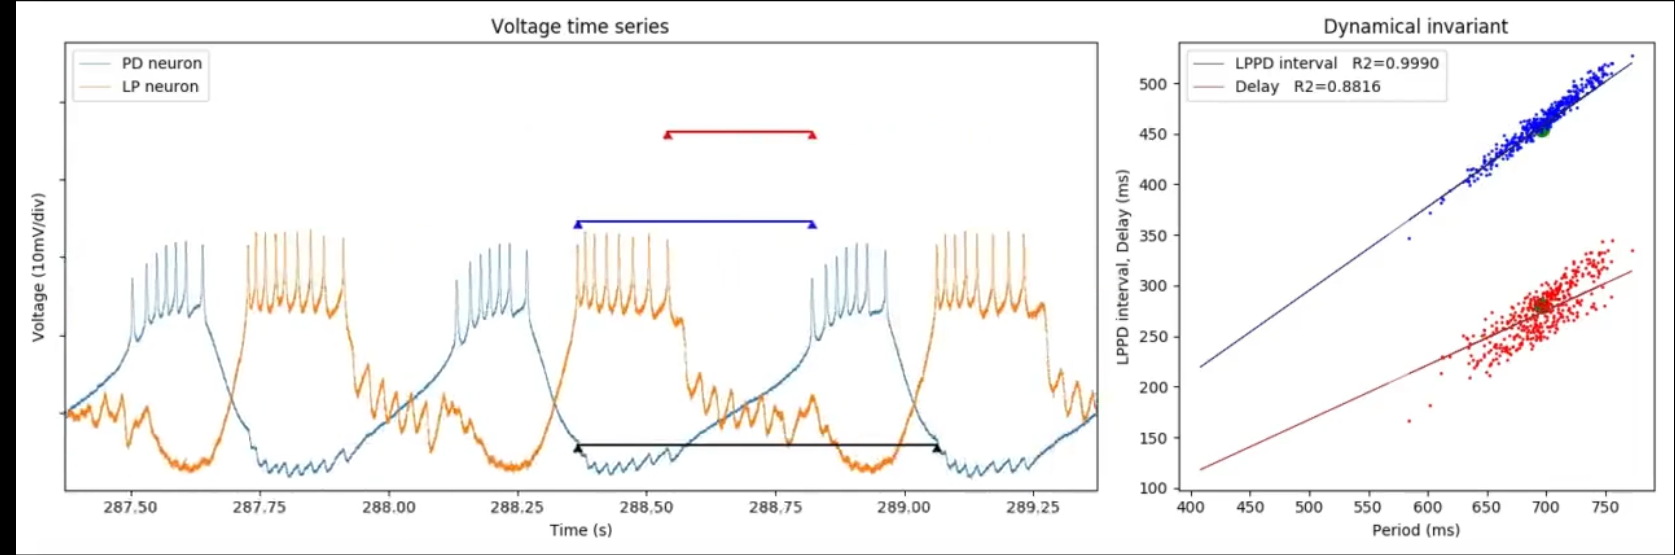 Voltage time series
PD neuron
LP neuron
Voltage (10mV/div)
287,50 287,75 288.00 288,25 288,50 288,75 289,00 289,25
Time (s)
Dynamical invariant
LPPD interval R2=0.9990
Delay R2=0.8816
LPPD interval, Delay (ms)
500
450
400
350
300
250
200
150
100
400 450 500 550 600 650 700 750
Period (ms)